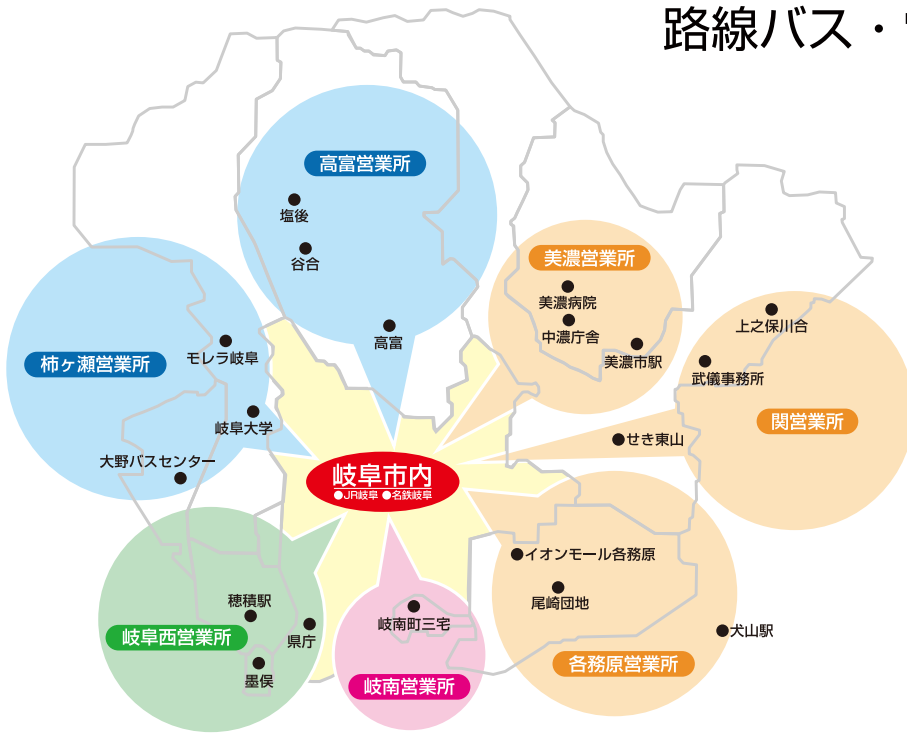 路線バス・
高富営業所
塩後
谷合
高富
美濃営業所
美濃病院
中濃庁舎
美濃市駅
上之保川合
武儀事務所
関営業所
せき東山
モレラ岐阜
柿ヶ瀬営業所
岐阜大学
大野バスセンター
岐阜市内
●JR岐阜 ●名鉄岐阜
イオンモール各務原
尾崎団地
犬山駅
各務原営業所
穂積駅
県庁
岐阜西営業所
墨俣
岐南町三宅
岐南営業所